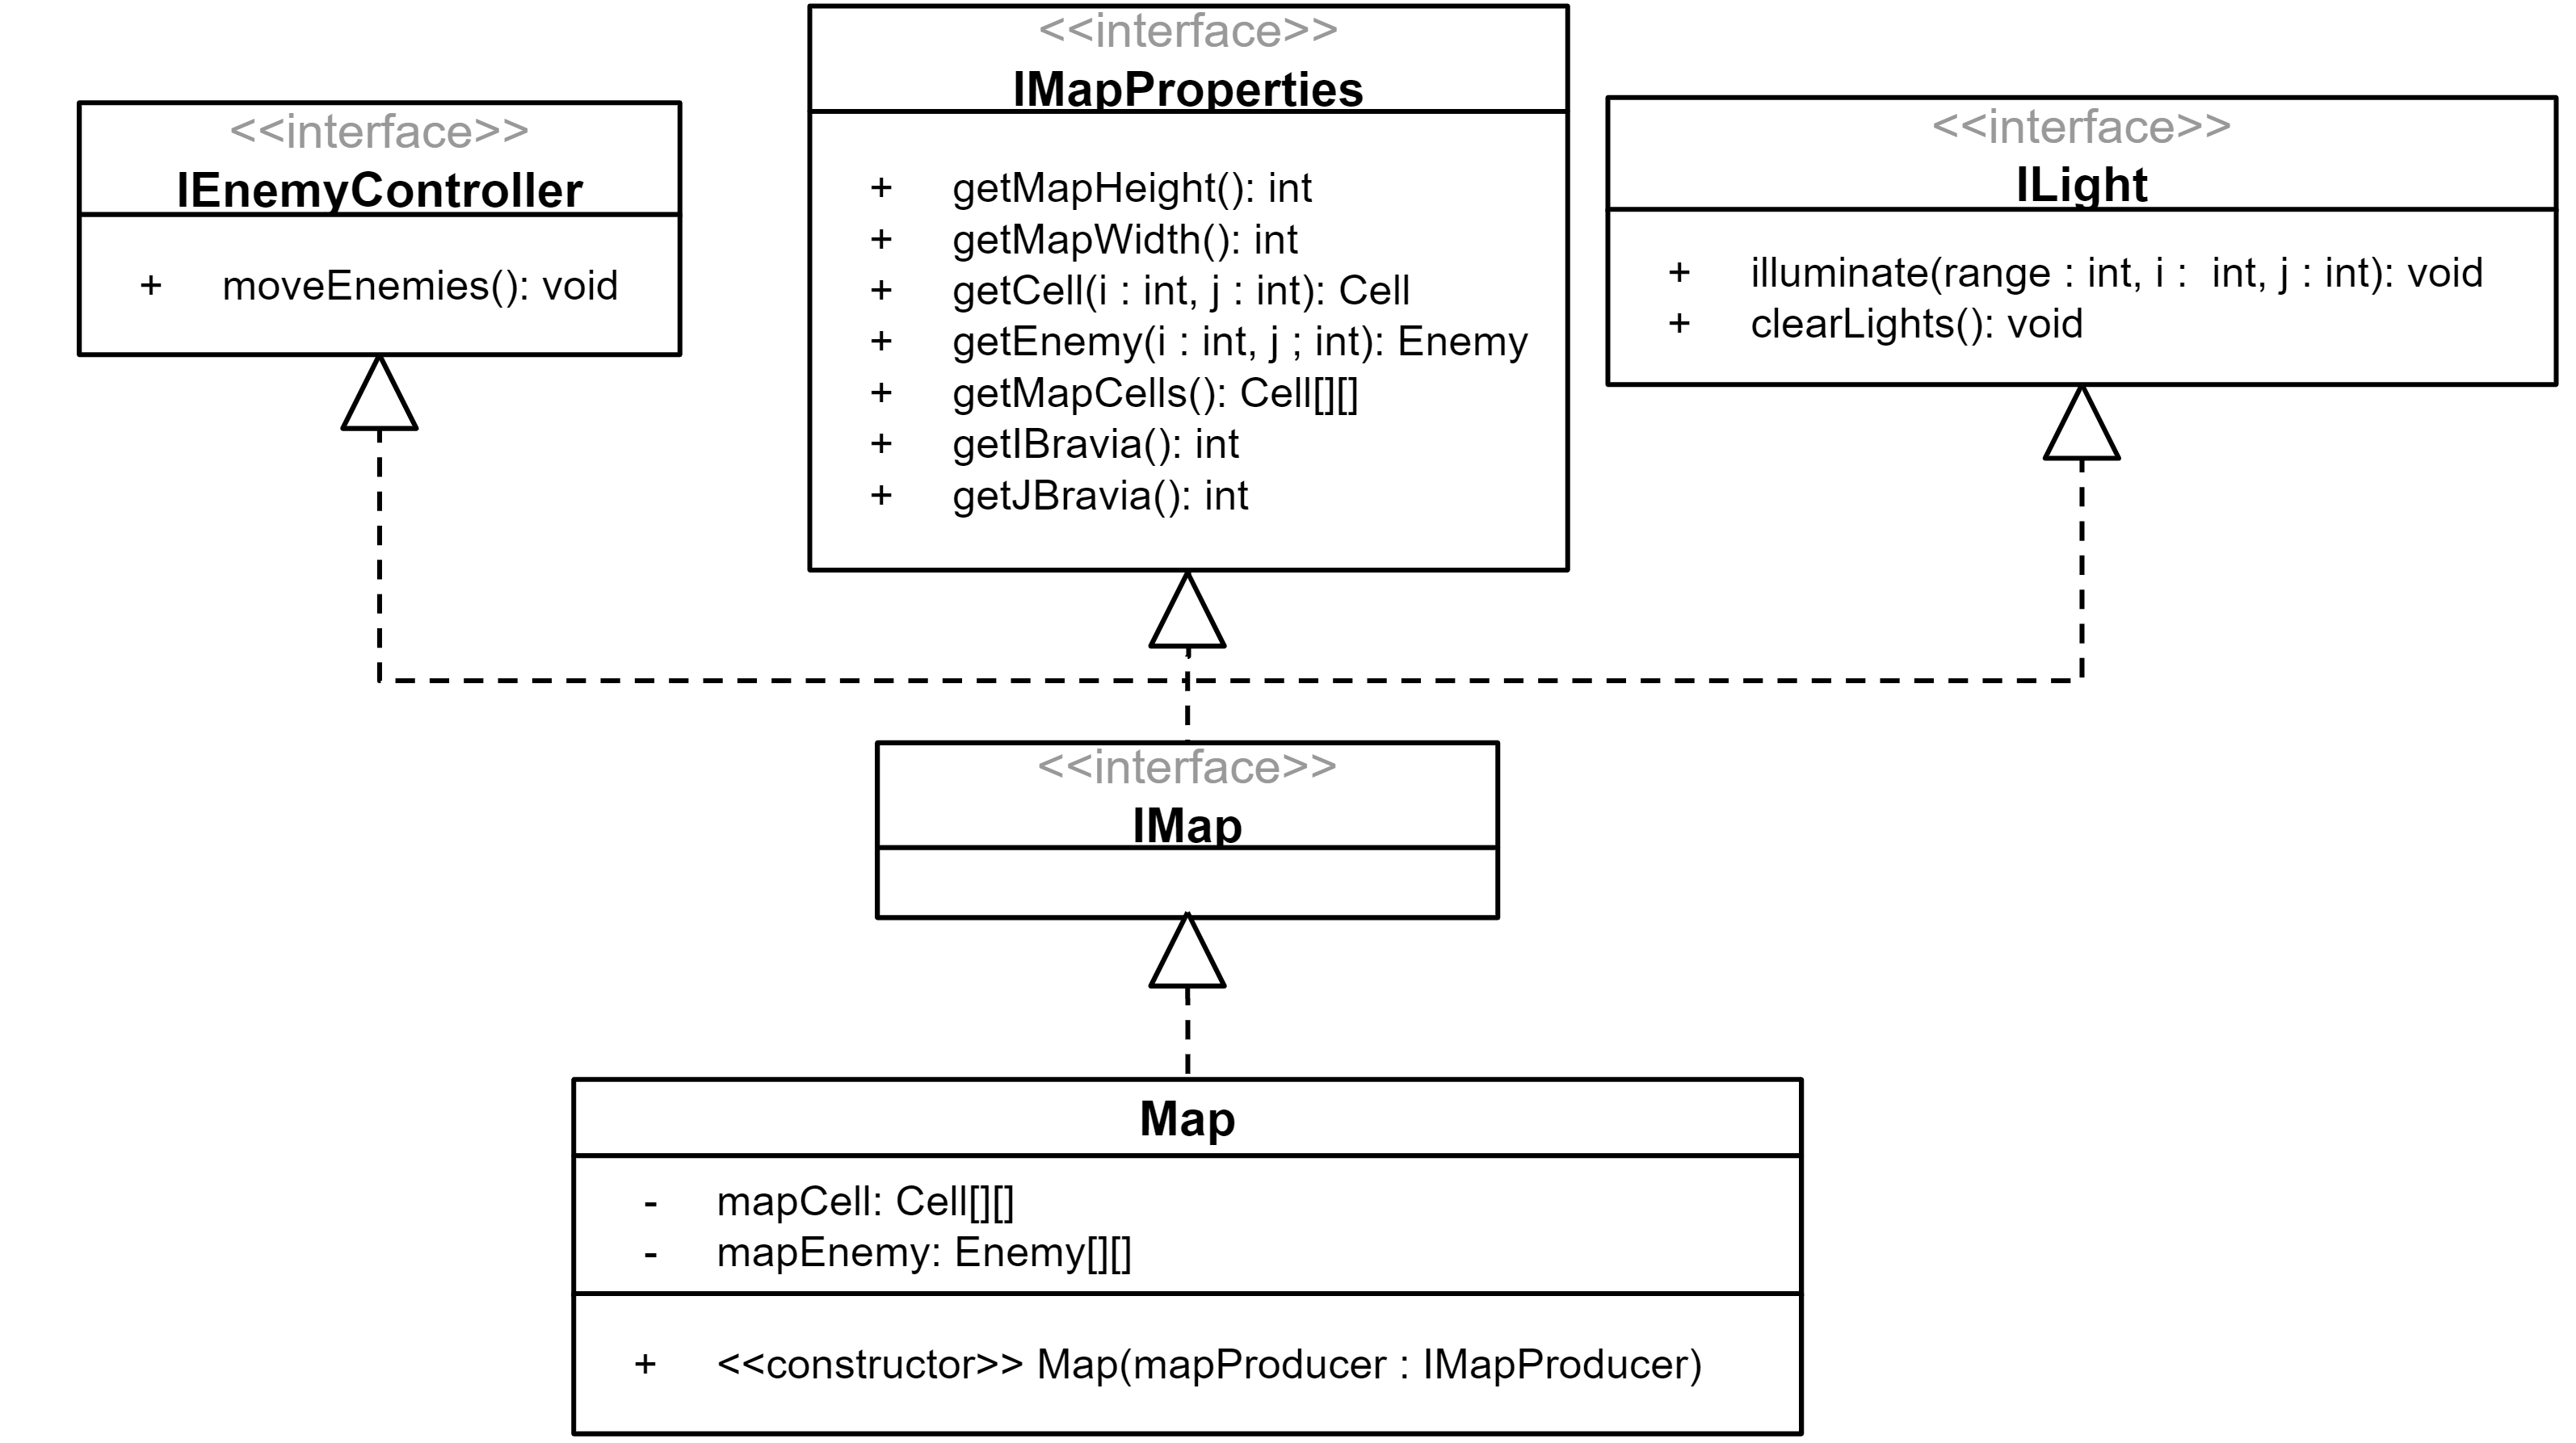 <<interface>>
IEnemyController
+ moveEnemies(): void
<<interface>>
IMapProperties
+ getMapHeight(): int
+ getMapWidth(): int
+ getCell(i : int, j : int): Cell
+ getEnemy(i : int, j ; int): Enemy
+ getMapCells(): Cell[][]
+ getIBravia(): int
+ getJBravia(): int
<<interface>>
ILight
+ illuminate(range : int, i :  int, j : int): void
+ clearLights(): void
<<interface>>
IMap
Map
- mapCell: Cell[][]
- mapEnemy: Enemy[][]
+ <<constructor>> Map(mapProducer : IMapProducer)